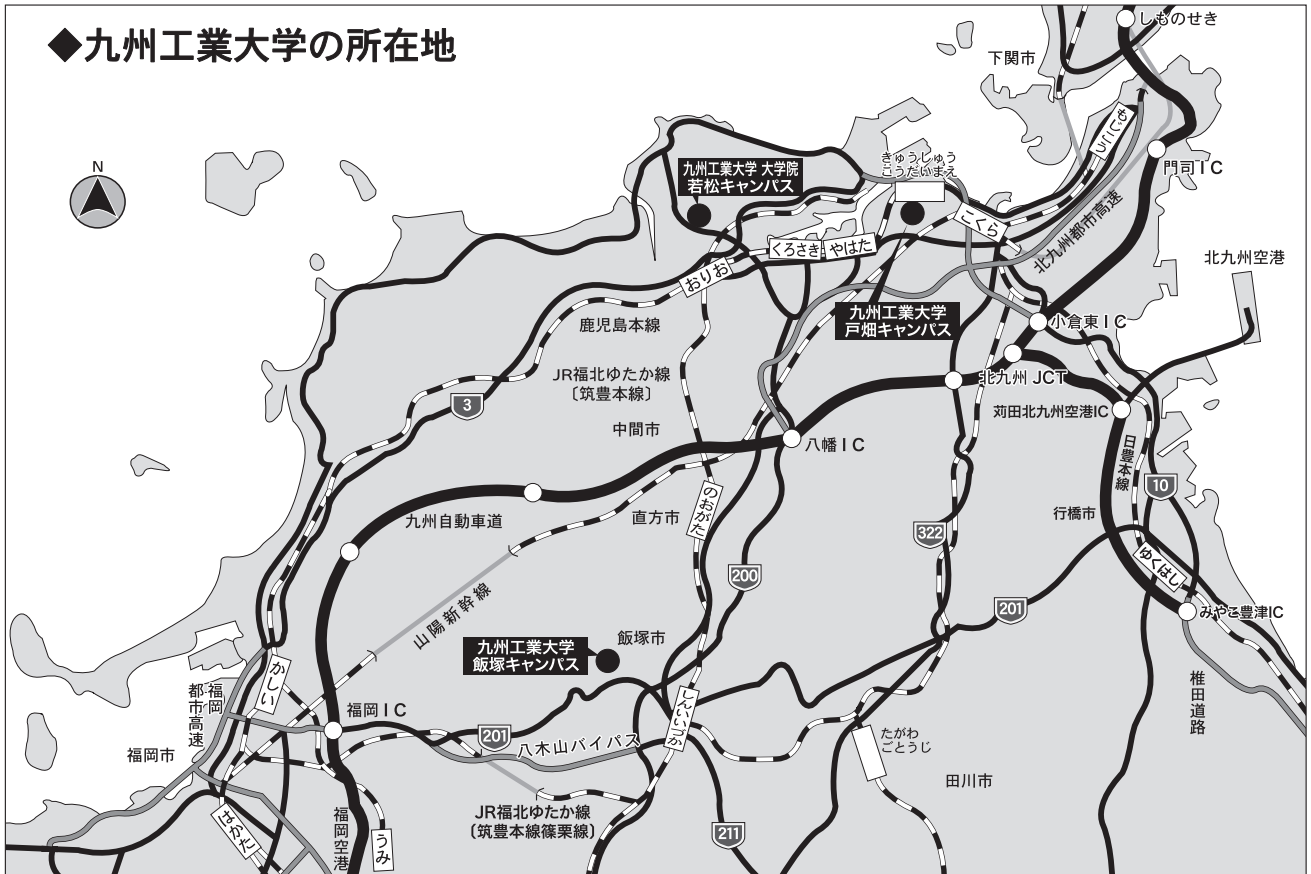 ◆九州工業大学の所在地
しものせき
下関市
N
もじこう
門司IC
九州工業大学 大学院
若松キャンパス
きゅうしゅう
こうだいまえ
こくら
北九州都市高速
北九州空港
くろさき
やはた
おりお
九州工業大学
戸畑キャンパス
小倉東IC
鹿児島本線
JR福北ゆたか線
〔筑豊本線〕
北九州 JCT
3
苅田北九州空港IC
中間市
八幡IC
日豊本線
10
九州自動車道
直方市
のおがた
行橋市
322
ゆくはし
200
201
みやこ豊津IC
山陽新幹線
九州工業大学
飯塚キャンパス
飯塚市
かしい
福岡
都市高速
福岡IC
しんいいづか
椎田道路
201
八木山バイパス
たがわ
ごとうじ
福岡市
田川市
JR福北ゆたか線
〔筑豊本線篠栗線〕
はかた
福岡空港
うみ
211